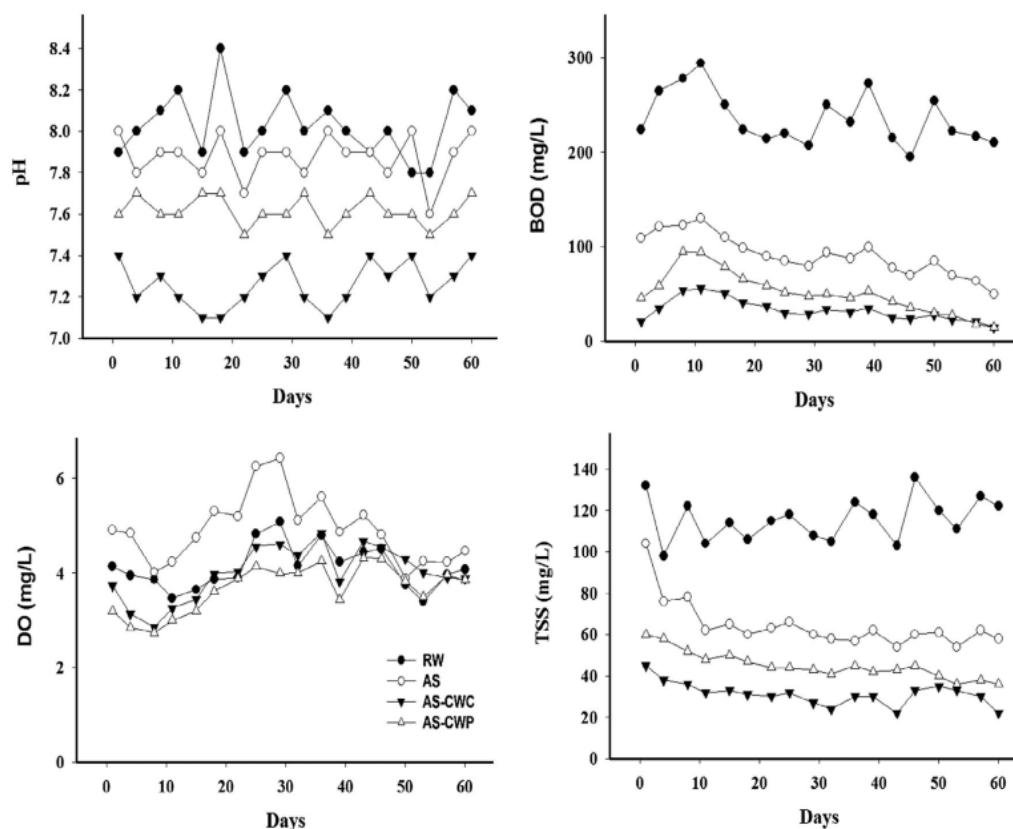 pH
8.4
8.2
8.0
7.8
7.6
7.4
7.2
7.0
0 10 20 30 40 50 60
Days
BOD (mg/L)
300
200
100
0
0 10 20 30 40 50 60
Days
DO (mg/L)
6
4
2
0
RW
AS
AS-CWC
AS-CWP
0 10 20 30 40 50 60
Days
TSS (mg/L)
140
120
100
80
60
40
20
0
0 10 20 30 40 50 60
Days